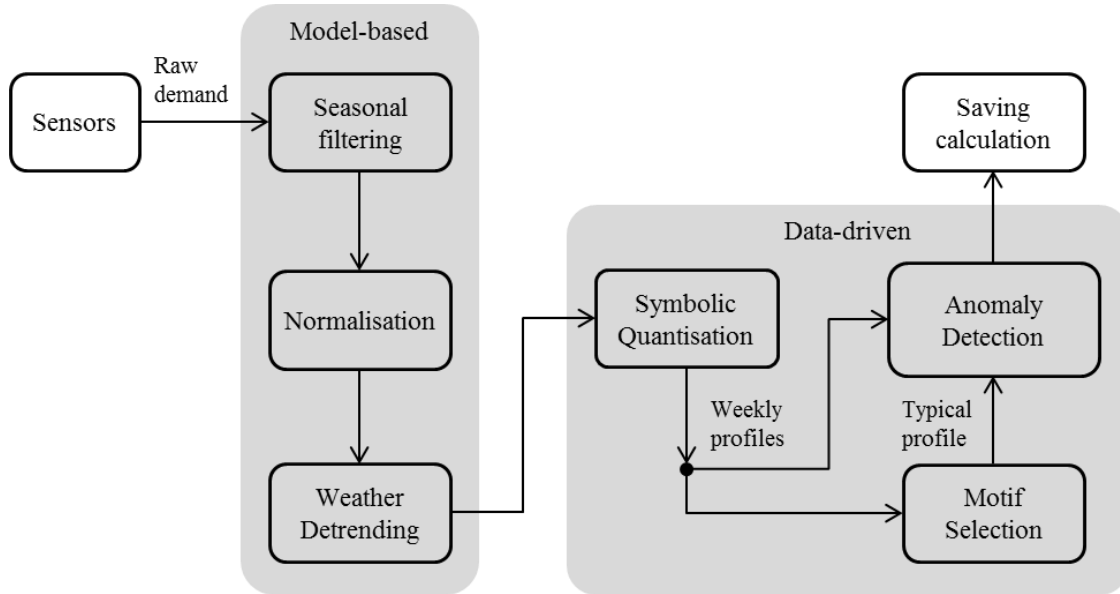 Model-based
Raw
demand
Sensors
Seasonal
filtering
Normalisation
Weather
Detrending
Saving
calculation
Data-driven
Symbolic
Quantisation
Anomaly
Detection
Weekly
profiles
Typical
profile
Motif
Selection